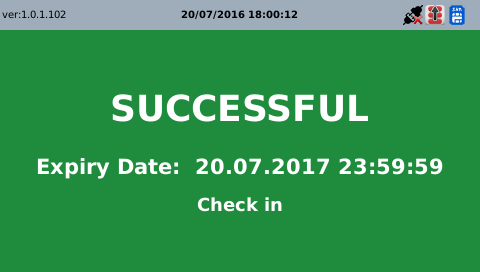 ver:1.0.1.102 20/07/2016 18:00:12
SUCCESSFUL
Expiry Date: 20.07.2017 23:59:59
Check in